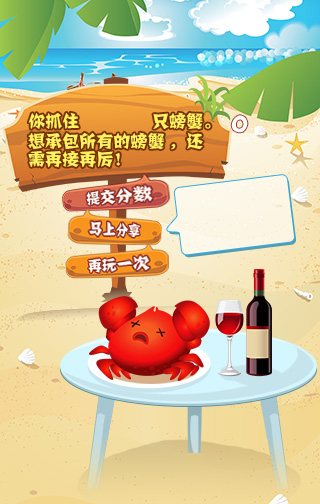 你抓住 只螃蟹。
想承包所有的螃蟹，还
需再接再厉！
提交分数
马上分享
再玩一次